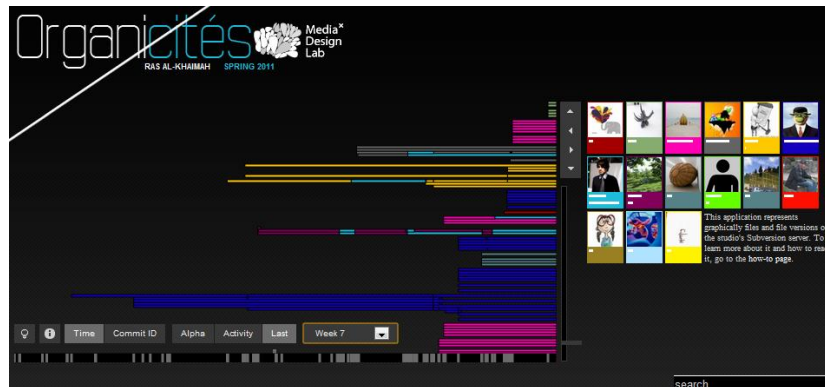 Organicités
Mediaˣ
Design
Lab
RAS AL-KHAIMAH SPRING 2011
This application represents
graphically files and file versions o
the studio's Subversion server. To
learn more about it and how to rea
it, go to the how-to page.
Time Commit ID Alpha Activity Last Week 7
search